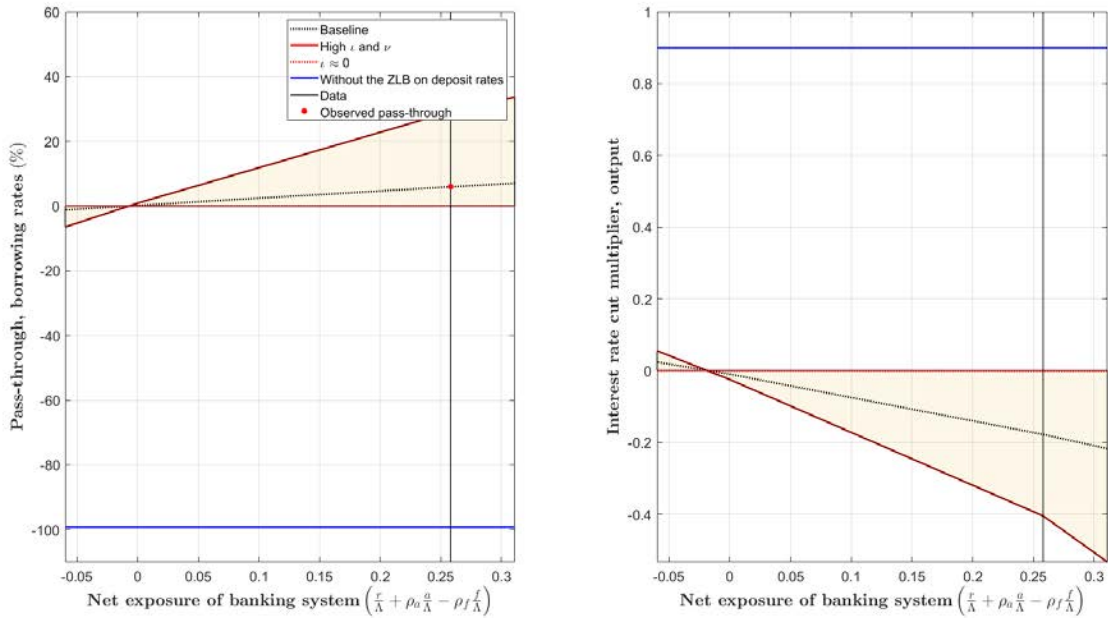 60
40
20
0
-20
-40
-60
-80
-100
Pass-through, borrowing rates (%)
-0.05 0 0.05 0.1 0.15 0.2 0.25 0.3
Net exposure of banking system (r/Λ + ρ_a a/Λ − ρ_f f/Λ)
Baseline
High ι and ν
ι ≈ 0
Without the ZLB on deposit rates
Data
Observed pass-through
1
0.8
0.6
0.4
0.2
0
-0.2
-0.4
Interest rate cut multiplier, output
-0.05 0 0.05 0.1 0.15 0.2 0.25 0.3
Net exposure of banking system (r/Λ + ρ_a a/Λ − ρ_f f/Λ)